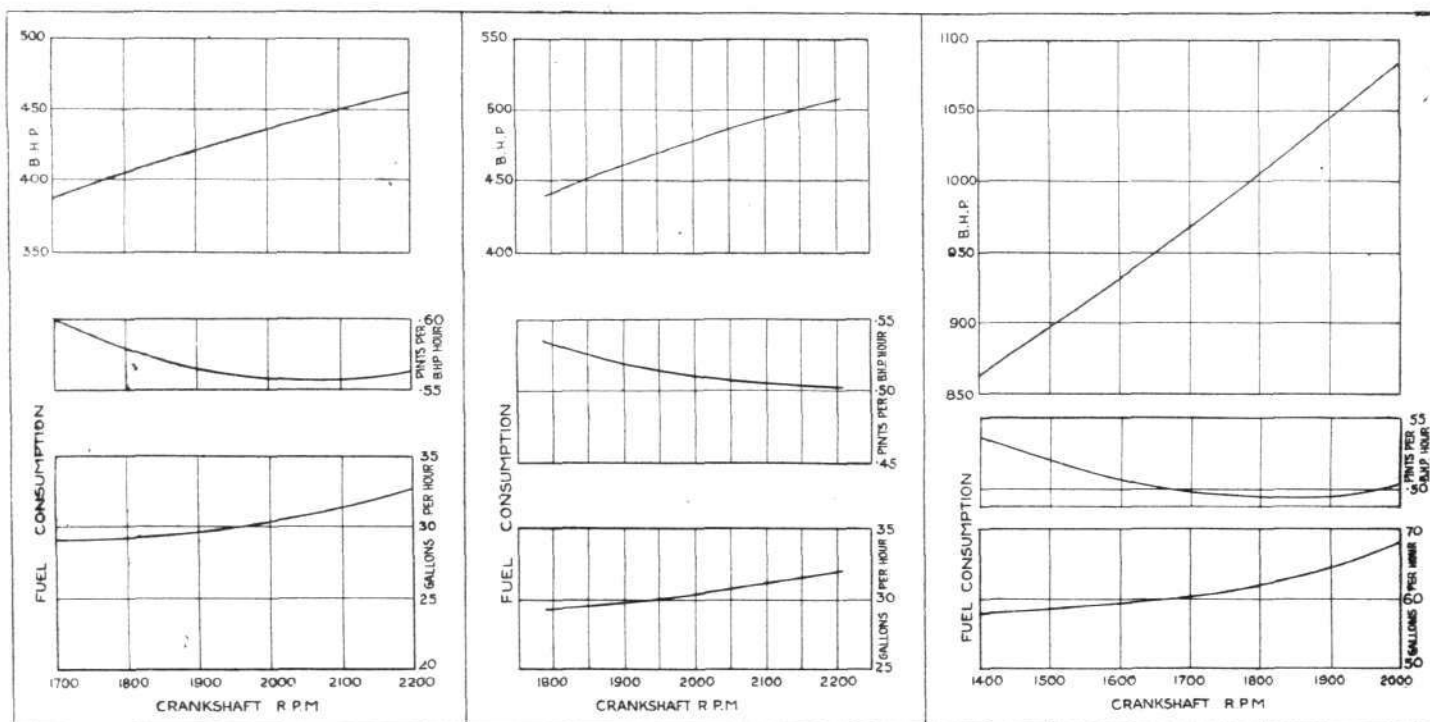 500
450
400
350
B.H.P.
.60
.55
PINTS PER
B.H.P. HOUR
FUEL CONSUMPTION
35
30
25
20
GALLONS PER HOUR
1700 1800 1900 2000 2100 2200
CRANKSHAFT R.P.M
550
500
450
400
B.H.P.
.55
.50
.45
PINTS PER B.H.P. HOUR
FUEL CONSUMPTION
35
30
25
GALLONS PER HOUR
1800 1900 2000 2100 2200
CRANKSHAFT R.P.M
1100
1050
1000
950
900
850
B.H.P.
.55
.50
PINTS PER
B.H.P. HOUR
FUEL CONSUMPTION
70
60
50
GALLONS PER HOUR
1400 1500 1600 1700 1800 1900 2000
CRANKSHAFT R.P.M